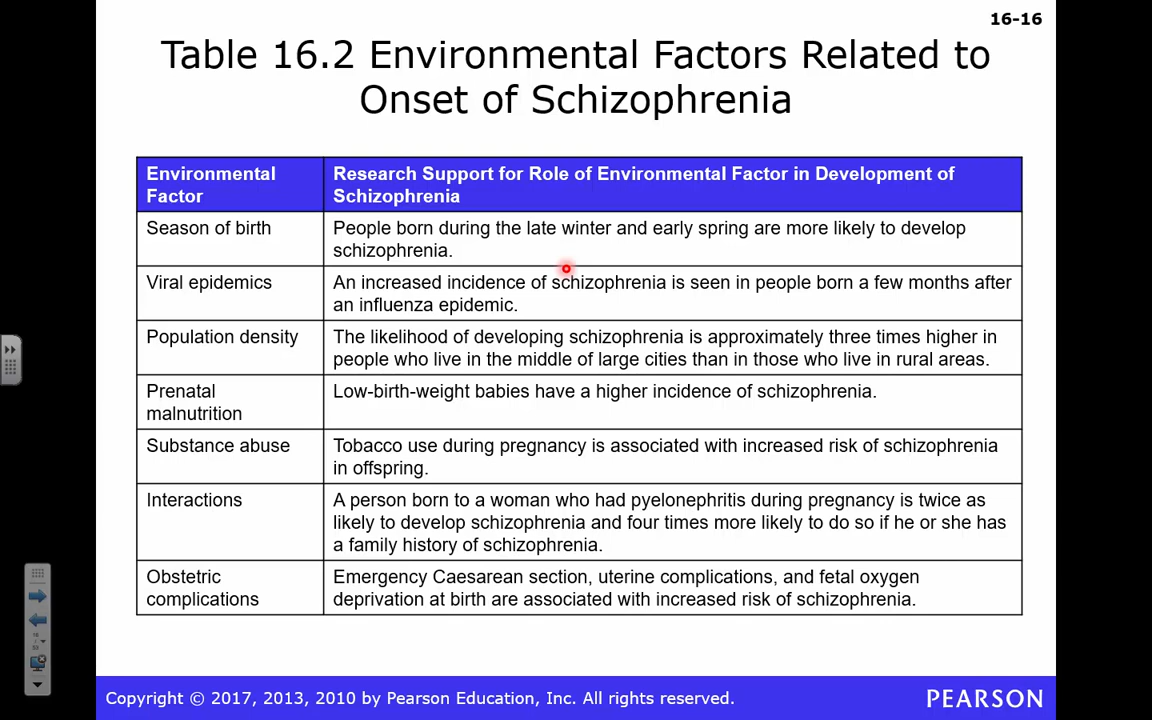 16-16
Table 16.2 Environmental Factors Related to
Onset of Schizophrenia
Environmental
Factor
Research Support for Role of Environmental Factor in Development of
Schizophrenia
Season of birth
People born during the late winter and early spring are more likely to develop
schizophrenia.
Viral epidemics
An increased incidence of schizophrenia is seen in people born a few months after
an influenza epidemic.
Population density
The likelihood of developing schizophrenia is approximately three times higher in
people who live in the middle of large cities than in those who live in rural areas.
Prenatal
malnutrition
Low-birth-weight babies have a higher incidence of schizophrenia.
Substance abuse
Tobacco use during pregnancy is associated with increased risk of schizophrenia
in offspring.
Interactions
A person born to a woman who had pyelonephritis during pregnancy is twice as
likely to develop schizophrenia and four times more likely to do so if he or she has
a family history of schizophrenia.
Obstetric
complications
Emergency Caesarean section, uterine complications, and fetal oxygen
deprivation at birth are associated with increased risk of schizophrenia.
Copyright © 2017, 2013, 2010 by Pearson Education, Inc. All rights reserved.
PEARSON